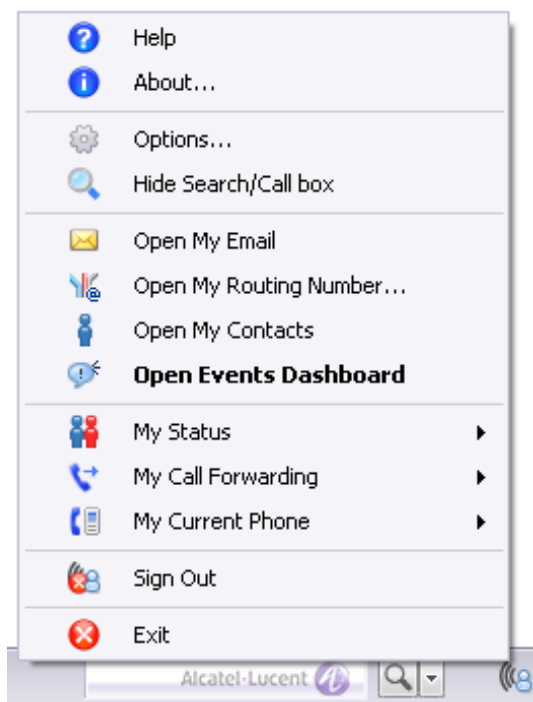 Help
About...
Options...
Hide Search/Call box
Open My Email
Open My Routing Number...
Open My Contacts
Open Events Dashboard
My Status
My Call Forwarding
My Current Phone
Sign Out
Exit
Alcatel·Lucent